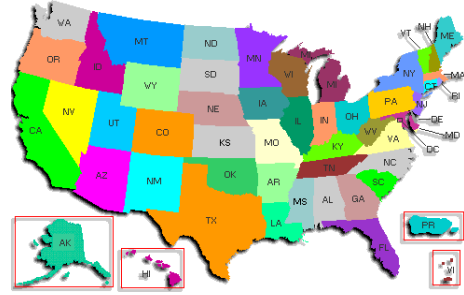 WA
OR
CA
NV
ID
MT
WY
UT
AZ
CO
NM
ND
SD
NE
KS
OK
TX
MN
IA
MO
AR
LA
WI
IL
MI
IN
OH
KY
TN
MS
AL
GA
FL
SC
NC
VA
WV
PA
NY
VT
NH
ME
MA
RI
CT
NJ
DE
MD
DC
AK
HI
PR
VI